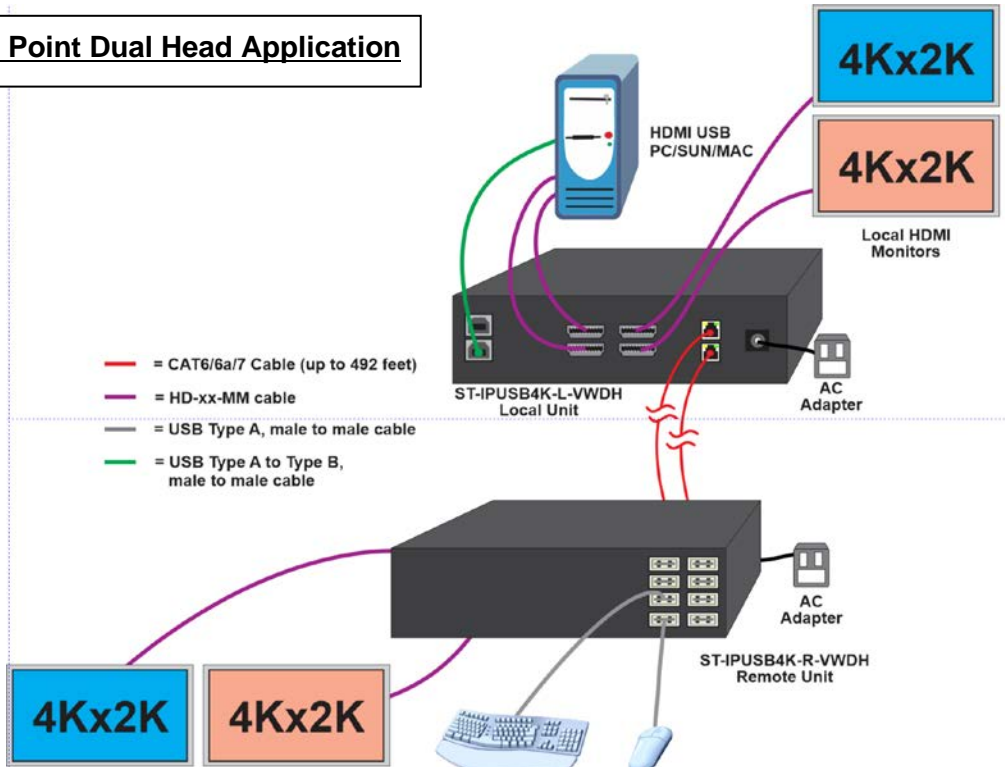 Point Dual Head Application
4Kx2K
4Kx2K
HDMI USB
PC/SUN/MAC
Local HDMI
Monitors
= CAT6/6a/7 Cable (up to 492 feet)
= HD-xx-MM cable
= USB Type A, male to male cable
= USB Type A to Type B,
male to male cable
ST-IPUSB4K-L-VWDH
Local Unit
AC
Adapter
AC
Adapter
ST-IPUSB4K-R-VWDH
Remote Unit
4Kx2K
4Kx2K